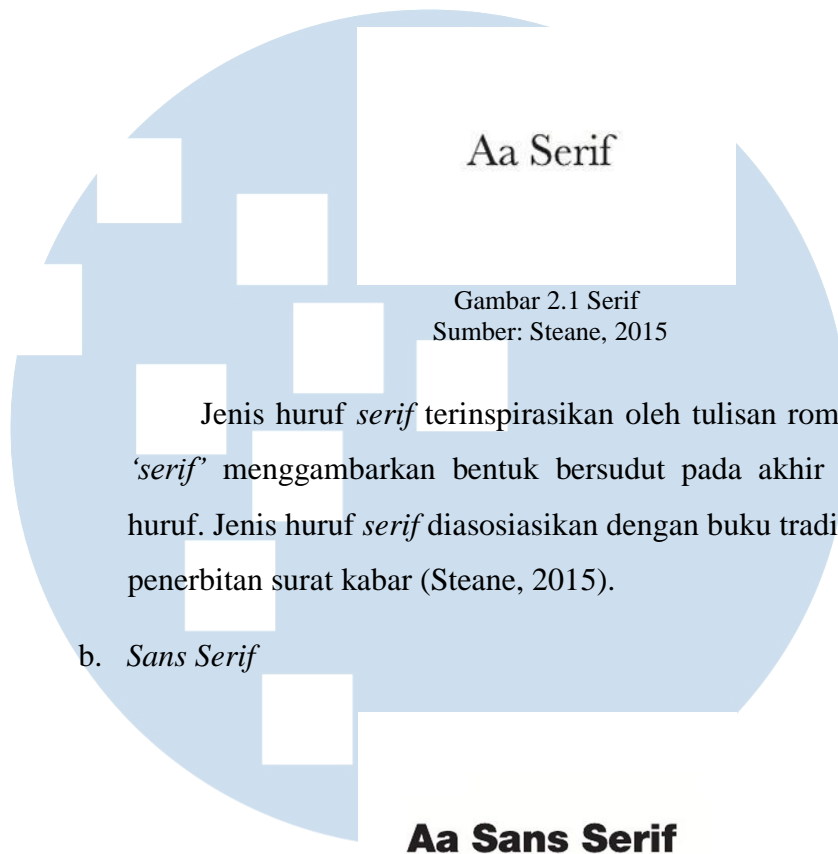 Aa Serif
Gambar 2.1 Serif
Sumber: Steane, 2015
Jenis huruf serif terinspirasikan oleh tulisan
‘serif’ menggambarkan bentuk bersudut pada akhir
huruf. Jenis huruf serif diasosiasikan dengan buku
penerbitan surat kabar (Steane, 2015).
b. Sans Serif
Aa Sans Serif